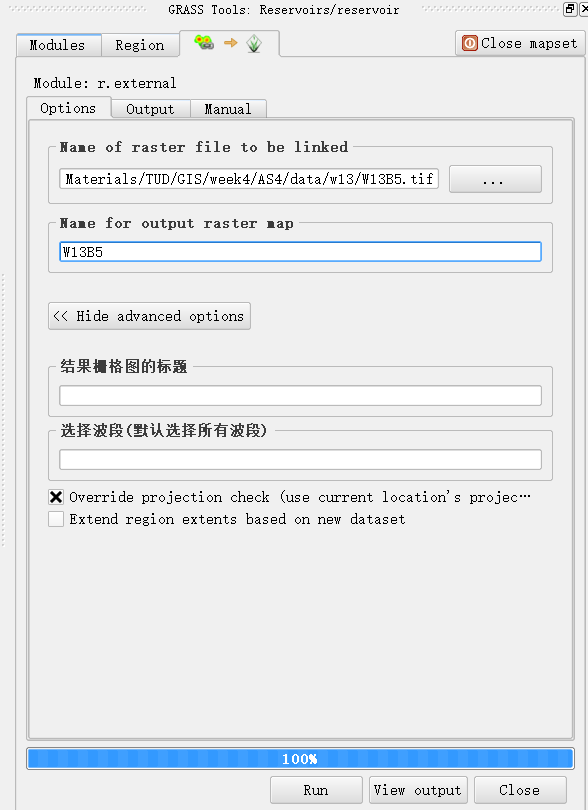 GRASS Tools: Reservoirs/reservoir
Modules
Region
Close mapset
Module: r.external
Options
Output
Manual
Name of raster file to be linked
Materials/TUD/GIS/week4/AS4/data/w13/W13B5.tif
...
Name for output raster map
W13B5
<< Hide advanced options
结果栅格图的标题
选择波段(默认选择所有波段)
Override projection check (use current location's projec…
Extend region extents based on new dataset
100%
Run
View output
Close